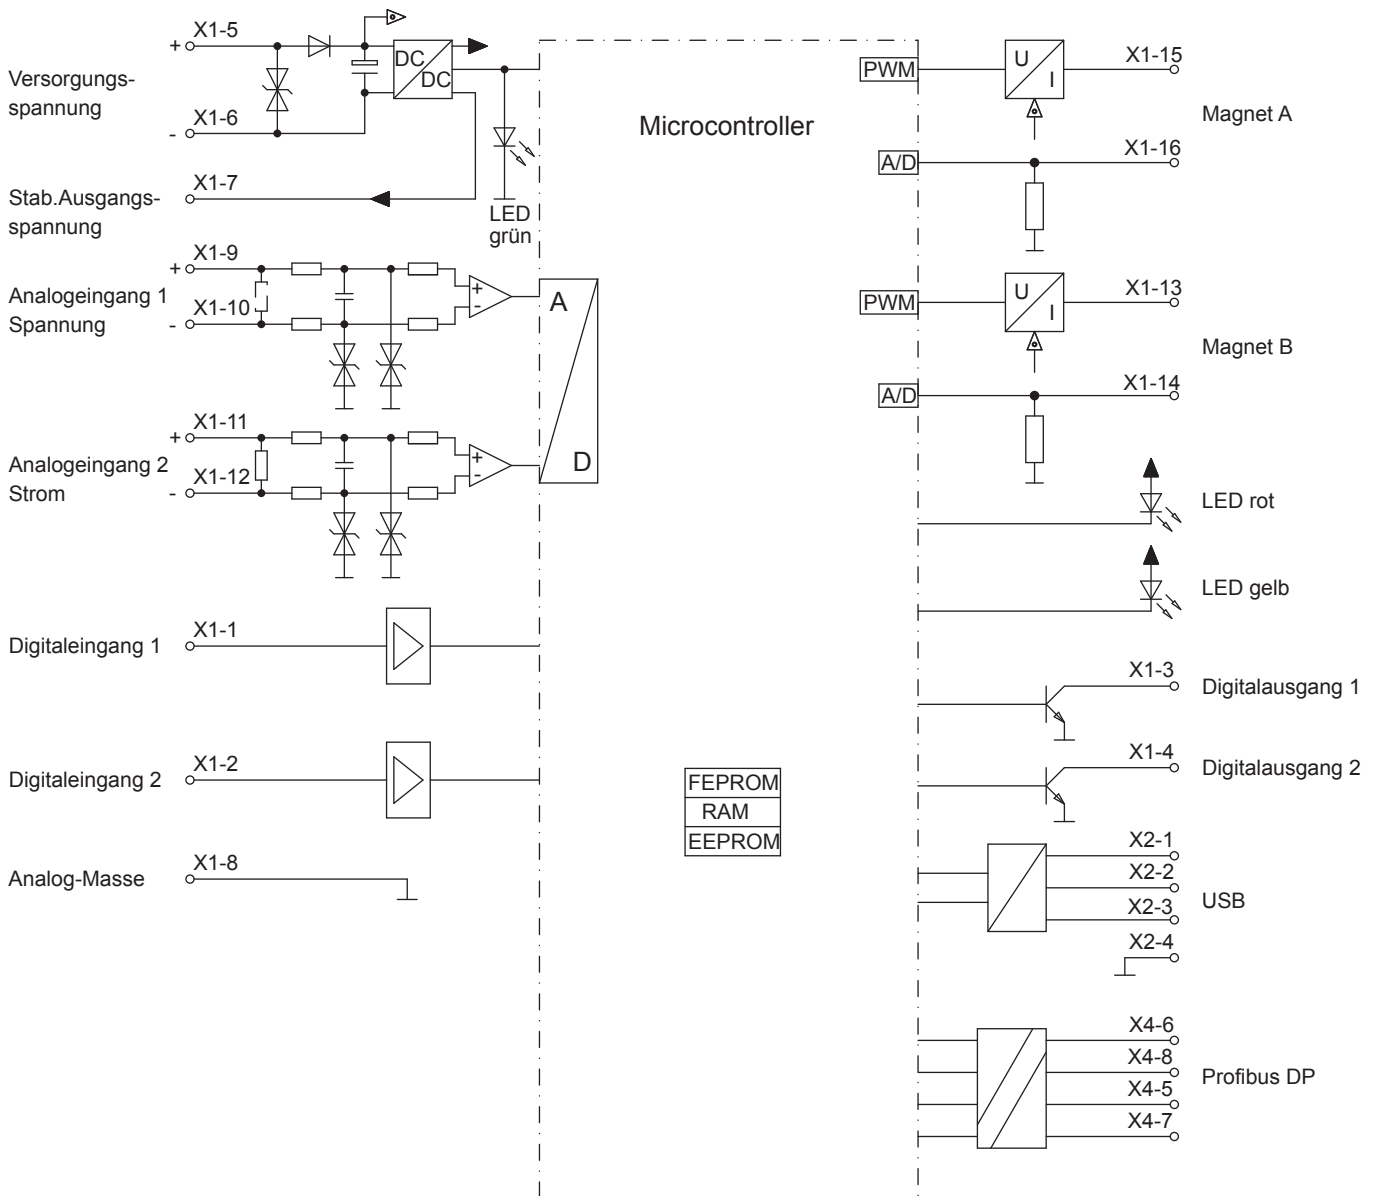 + X1-5
Versorgungs-
spannung
- X1-6
DC
DC
X1-7
Stab.Ausgangs-
spannung
LED
grün
+ X1-9
Analogeingang 1
Spannung
- X1-10
+
-
+ X1-11
Analogeingang 2
Strom
- X1-12
+
-
A
D
Digitaleingang 1
X1-1
Digitaleingang 2
X1-2
Analog-Masse
X1-8
Microcontroller
FEPROM
RAM
EEPROM
PWM
U
I
X1-15
Magnet A
A/D
X1-16
PWM
U
I
X1-13
Magnet B
A/D
X1-14
LED rot
LED gelb
X1-3
Digitalausgang 1
X1-4
Digitalausgang 2
X2-1
X2-2
X2-3
X2-4
USB
X4-6
X4-8
X4-5
X4-7
Profibus DP